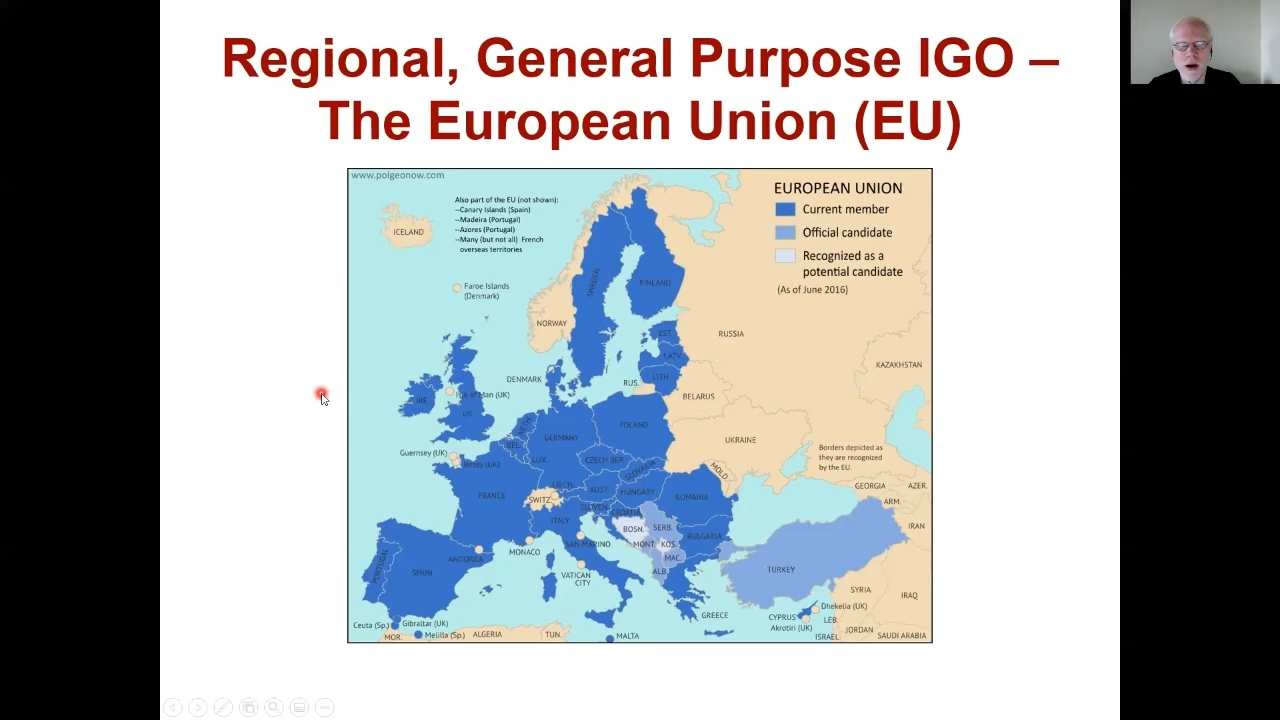 Regional, General Purpose IGO –
The European Union (EU)
www.polgeonow.com
Also part of the EU (not shown):
--Canary Islands (Spain)
--Madeira (Portugal)
--Azores (Portugal)
--Many (but not all) French
overseas territories
EUROPEAN UNION
Current member
Official candidate
Recognized as a
potential candidate
(As of June 2016)
ICELAND
Faroe Islands
(Denmark)
SWEDEN
FINLAND
NORWAY
RUSSIA
EST.
LATV.
LITH
RUS.
DENMARK
KAZAKHSTAN
BELARUS
Isle of Man (UK)
IRE
UK
NETH.
POLAND
GERMANY
BEL.
UKRAINE
Guernsey (UK)
Jersey (UK)
LUX.
CZECH REP.
SLOVAKIA
MOLD.
Borders depicted as
they are recognized
by the EU.
FRANCE
LIECH.
SWITZ.
AUST.
HUNGARY
ROMANIA
SLOVEN.
CROATIA
GEORGIA
AZER.
ARM.
ITALY
BOSN.
SERB.
BULGARIA
IRAN
SAN MARINO
MONACO
MONT.
KOS.
MAC.
ALB.
ANDORRA
PORTUGAL
SPAIN
VATICAN
CITY
TURKEY
GREECE
SYRIA
IRAQ
CYPRUS
Dhekelia (UK)
Akrotiri (UK)
LEB.
Ceuta (Sp.)
Gibraltar (UK)
Melilla (Sp.)
MOR.
ALGERIA
TUN.
MALTA
ISRAEL
JORDAN
SAUDI ARABIA